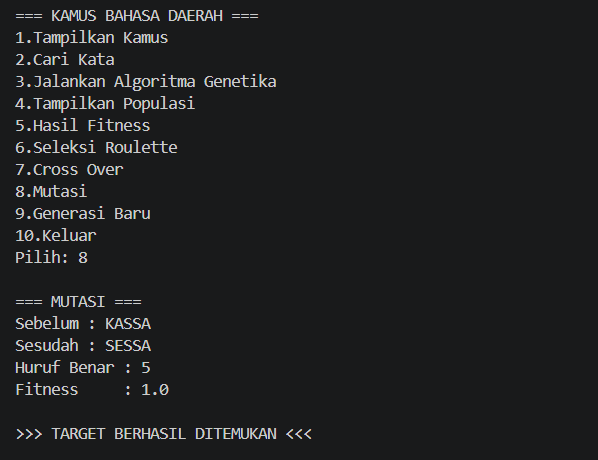 === KAMUS BAHASA DAERAH ===
1.Tampilkan Kamus
2.Cari Kata
3.Jalankan Algoritma Genetika
4.Tampilkan Populasi
5.Hasil Fitness
6.Seleksi Roulette
7.Cross Over
8.Mutasi
9.Generasi Baru
10.Keluar
Pilih: 8
=== MUTASI ===
Sebelum : KASSA
Sesudah : SESSA
Huruf Benar : 5
Fitness     : 1.0
>>> TARGET BERHASIL DITEMUKAN <<<